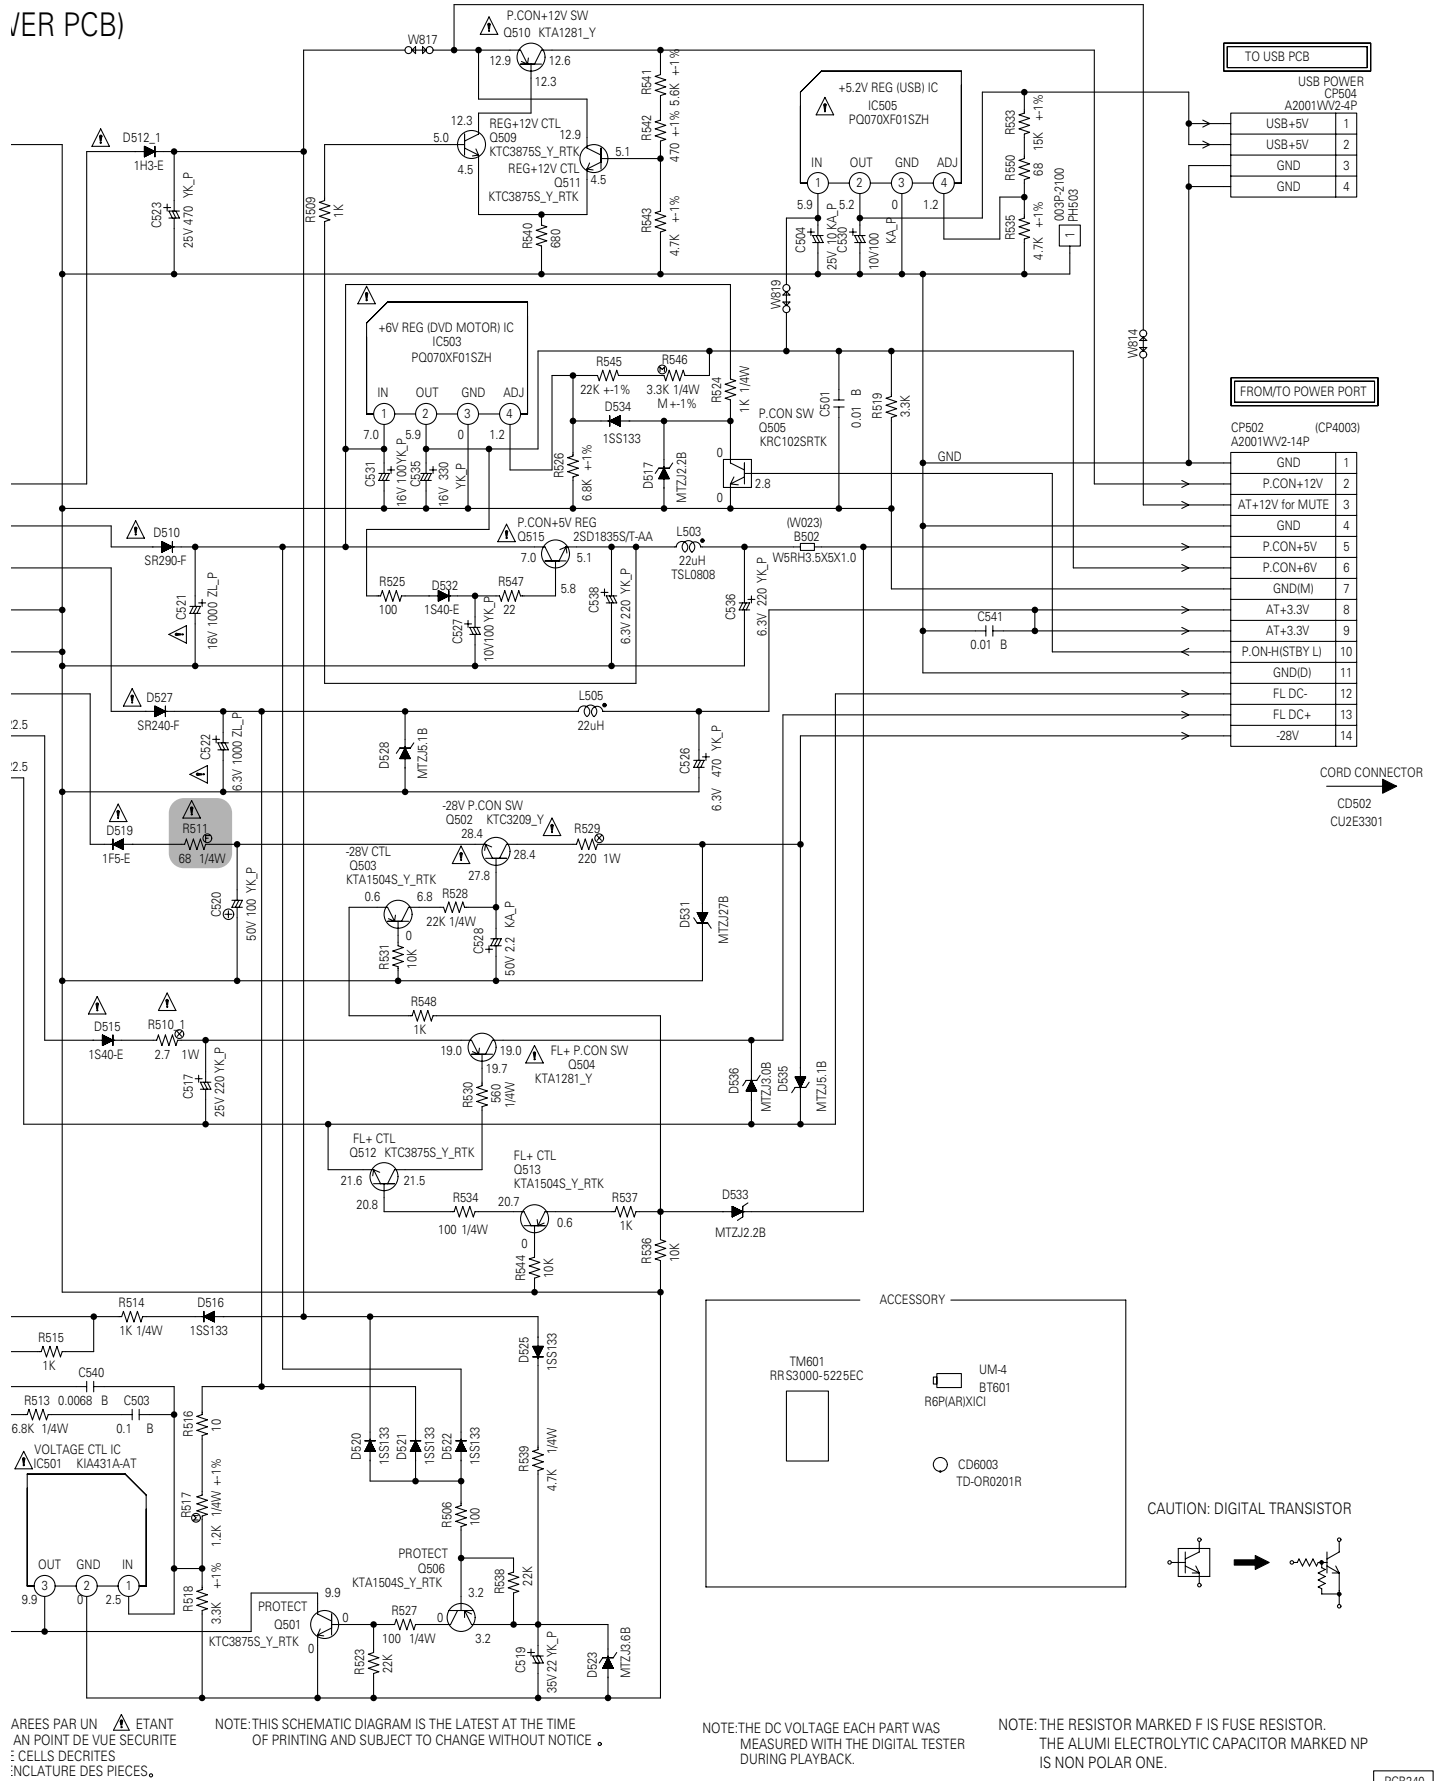 /ER PCB)
P.CON+12V SW
Q510 KTA1281_Y
W817
12.9
12.6
12.3
R541
5.6K +-1%
R542
470 +-1%
R543
4.7K +-1%
12.3
REG+12V CTL
Q509
KTC3875S_Y_RTK
5.0
4.5
12.9
REG+12V CTL
Q511
KTC3875S_Y_RTK
5.1
4.5
D512_1
1H3-E
C523
25V 470 YK_P
R509
1K
R540
680
+5.2V REG (USB) IC
IC505
PQ070XF01SZH
IN OUT GND ADJ
1 2 3 4
5.9 5.2 0 1.2
C504
25V 10 KA_P
C530
10V100
KA_P
R533
15K +-1%
R550
68
R535
4.7K +-1%
003P-2100
PH503
1
W819
W814
TO USB PCB
USB POWER
CP504
A2001WV2-4P
USB+5V 1
USB+5V 2
GND 3
GND 4
+6V REG (DVD MOTOR) IC
IC503
PQ070XF01SZH
IN OUT GND ADJ
1 2 3 4
7.0 5.9 0 1.2
C531
16V 100YK_P
C535
16V 330
YK_P
R545
22K +-1%
R546
3.3K 1/4W
M +-1%
D534
1SS133
R526
6.8K +-1%
D517
MTZJ2.2B
R524
1K 1/4W
P.CON SW
Q505
KRC102SRTK
0
2.8
0
C501
0.01 B
R519
3.3K
GND
FROM/TO POWER PORT
CP502 (CP4003)
A2001WV2-14P
GND 1
P.CON+12V 2
AT+12V for MUTE 3
GND 4
P.CON+5V 5
P.CON+6V 6
GND(M) 7
AT+3.3V 8
AT+3.3V 9
P.ON-H(STBY L) 10
GND(D) 11
FL DC- 12
FL DC+ 13
-28V 14
D510
SR290-F
C521
16V 1000 ZL_P
P.CON+5V REG
Q515 2SD1835S/T-AA
7.0
5.1
5.8
R525
100
D532
1S40-E
R547
22
C527
10V100 YK_P
C538
6.3V 220 YK_P
L503
22uH
TSL0808
C536
6.3V 220 YK_P
(W023)
B502
W5RH3.5X5X1.0
C541
0.01 B
D527
SR240-F
C522
6.3V 1000 ZL_P
D528
MTZJ5.1B
L505
22uH
C526
6.3V 470 YK_P
22.5
22.5
CORD CONNECTOR
CD502
CU2E3301
D519
1F5-E
R511
F
68 1/4W
C520
50V 100 YK_P
-28V P.CON SW
Q502 KTC3209_Y
28.4
28.4
27.8
R529
220 1W
-28V CTL
Q503
KTA1504S_Y_RTK
0.6
6.8
0
R528
22K 1/4W
R531
10K
C528
50V 2.2 KA_P
D531
MTZJ27B
R548
1K
D515
1S40-E
R510_1
2.7 1W
C517
25V 220 YK_P
19.0
19.0
19.7
FL+ P.CON SW
Q504
KTA1281_Y
R530
560
1/4W
D536
MTZJ3.0B
D535
MTZJ5.1B
FL+ CTL
Q512 KTC3875S_Y_RTK
21.6
21.5
20.8
FL+ CTL
Q513
KTA1504S_Y_RTK
R534
100 1/4W
20.7
0.6
0
R537
1K
R544
10K
R536
10K
D533
MTZJ2.2B
R514
1K 1/4W
D516
1SS133
R515
1K
C540
0.0068 B
R513
6.8K 1/4W
C503
0.1 B
R516
10
R517
1.2K 1/4W +-1%
R518
3.3K +-1%
VOLTAGE CTL IC
IC501 KIA431A-AT
OUT GND IN
3 2 1
9.9 0 2.5
D520
1SS133
D521
1SS133
D522
1SS133
D525
1SS133
R539
4.7K 1/4W
R506
100
PROTECT
Q506
KTA1504S_Y_RTK
3.2
0
3.2
R538
22K
PROTECT
Q501
KTC3875S_Y_RTK
9.9
0
0
R527
100 1/4W
R523
22K
C519
35V 22 YK_P
D523
MTZJ3.6B
ACCESSORY
TM601
RRS3000-5225EC
UM-4
BT601
R6P(AR)XICI
CD6003
TD-OR0201R
CAUTION: DIGITAL TRANSISTOR
AREES PAR UN ETANT
AN POINT DE VUE SECURITE
E CELLS DECRITES
ENCLATURE DES PIECES。
NOTE:THIS SCHEMATIC DIAGRAM IS THE LATEST AT THE TIME
OF PRINTING AND SUBJECT TO CHANGE WITHOUT NOTICE 。
NOTE:THE DC VOLTAGE EACH PART WAS
MEASURED WITH THE DIGITAL TESTER
DURING PLAYBACK.
NOTE: THE RESISTOR MARKED F IS FUSE RESISTOR.
THE ALUMI ELECTROLYTIC CAPACITOR MARKED NP
IS NON POLAR ONE.